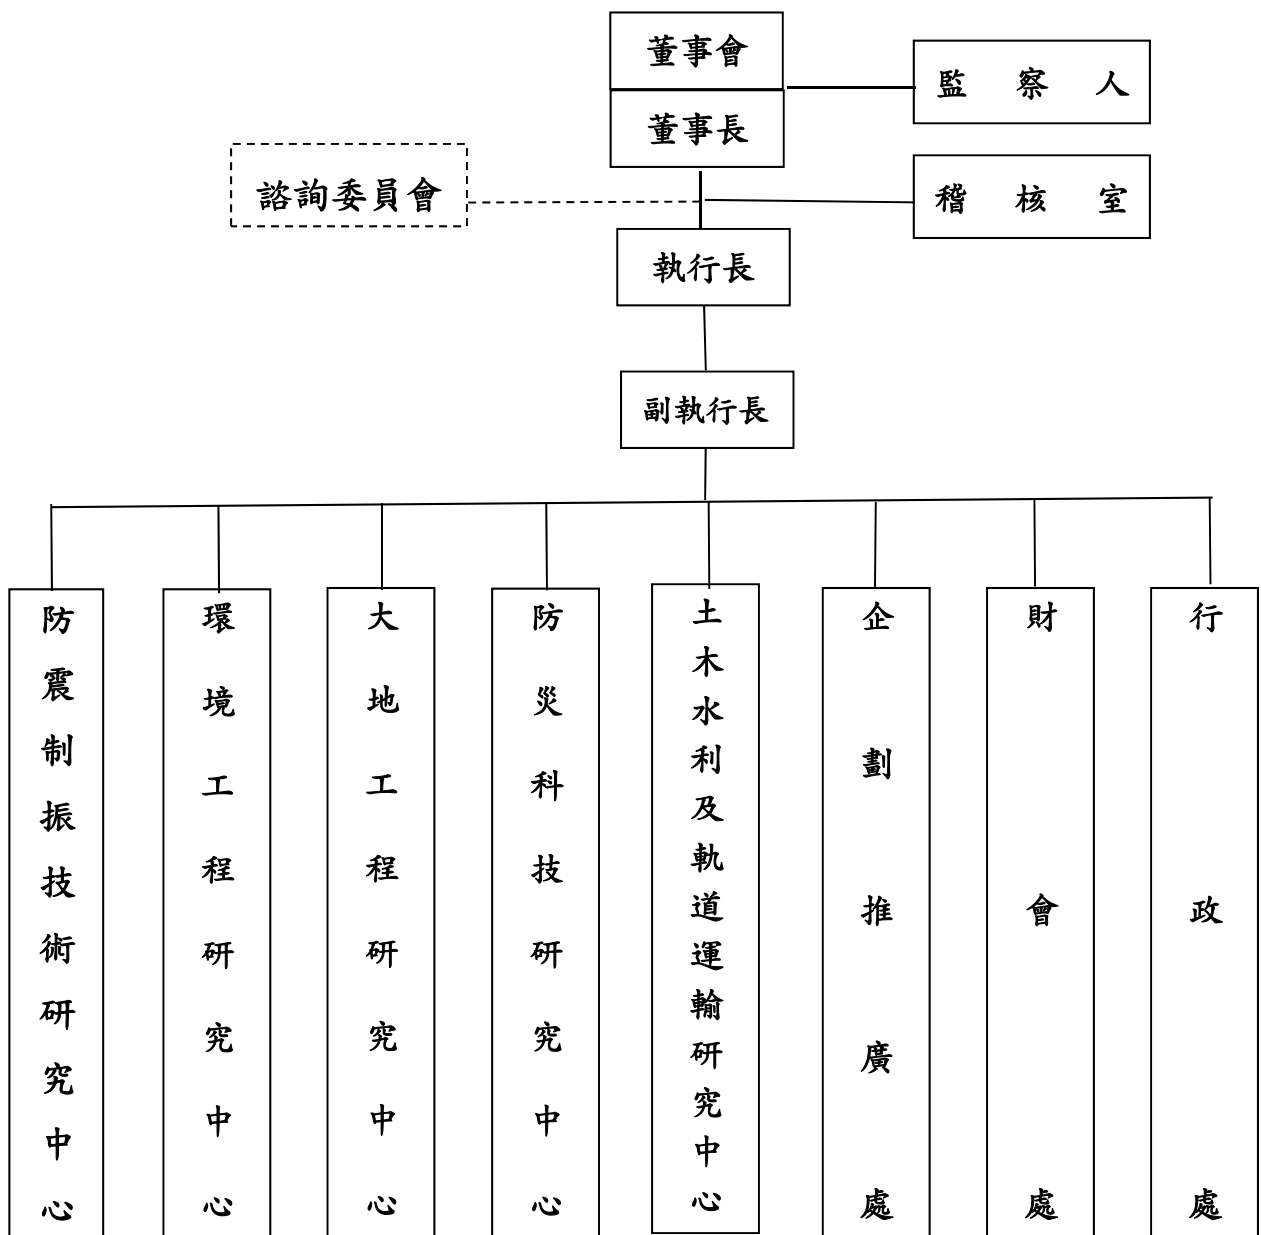 董事會
監察人
董事長
諮詢委員會
稽核室
執行長
副執行長
防震制振技術研究中心
環境工程研究中心
大地工程研究中心
防災科技研究中心
土木水利及軌道運輸研究中心
企劃推廣處
財會處
行政處